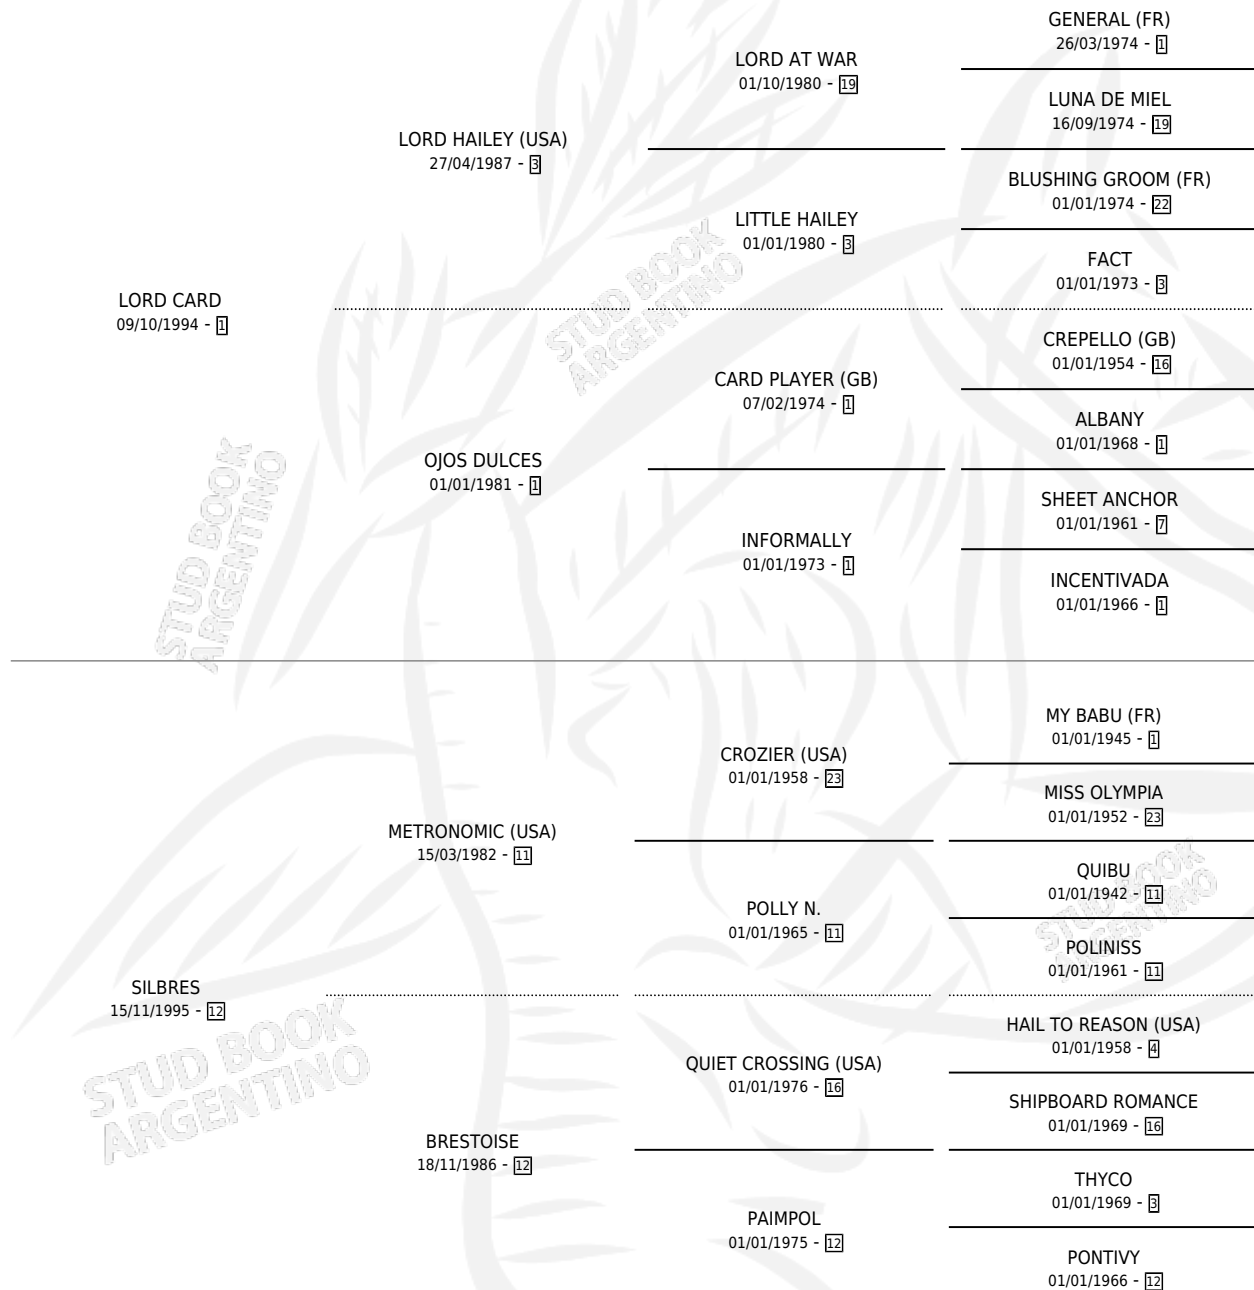 GENERAL (FR)
26/03/1974 - 1
LORD AT WAR
01/10/1980 - 19
LUNA DE MIEL
16/09/1974 - 19
LORD HAILEY (USA)
27/04/1987 - 3
BLUSHING GROOM (FR)
01/01/1974 - 22
LITTLE HAILEY
01/01/1980 - 3
FACT
01/01/1973 - 3
LORD CARD
09/10/1994 - 1
CREPELLO (GB)
01/01/1954 - 16
CARD PLAYER (GB)
07/02/1974 - 1
ALBANY
01/01/1968 - 1
OJOS DULCES
01/01/1981 - 1
SHEET ANCHOR
01/01/1961 - 7
INFORMALLY
01/01/1973 - 1
INCENTIVADA
01/01/1966 - 1
MY BABU (FR)
01/01/1945 - 1
CROZIER (USA)
01/01/1958 - 23
MISS OLYMPIA
01/01/1952 - 23
METRONOMIC (USA)
15/03/1982 - 11
QUIBU
01/01/1942 - 11
POLLY N.
01/01/1965 - 11
POLINISS
01/01/1961 - 11
SILBRES
15/11/1995 - 12
HAIL TO REASON (USA)
01/01/1958 - 4
QUIET CROSSING (USA)
01/01/1976 - 16
SHIPBOARD ROMANCE
01/01/1969 - 16
BRESTOISE
18/11/1986 - 12
THYCO
01/01/1969 - 3
PAIMPOL
01/01/1975 - 12
PONTIVY
01/01/1966 - 12
STUD BOOK
ARGENTINO
STUD BOOK
ARGENTINO
STUD BOOK
ARGENTINO
STUD BOOK
ARGENTINO